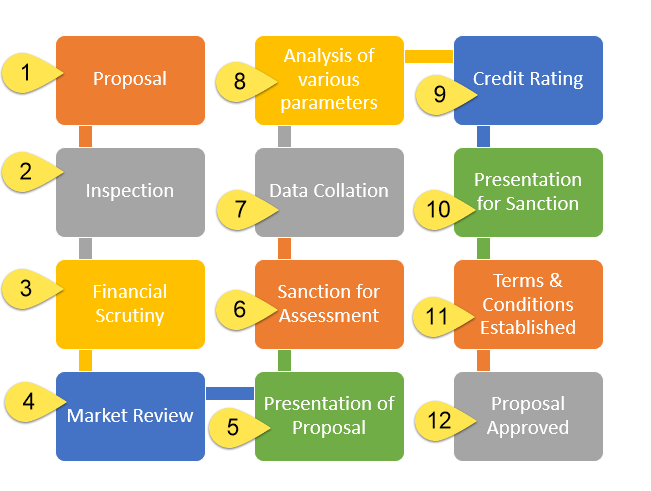 1
Proposal
2
Inspection
3
Financial
Scrutiny
4
Market Review
5
Presentation of
Proposal
6
Sanction for
Assessment
7
Data Collation
8
Analysis of
various
parameters
9
Credit Rating
10
Presentation
for Sanction
11
Terms &
Conditions
Established
12
Proposal
Approved